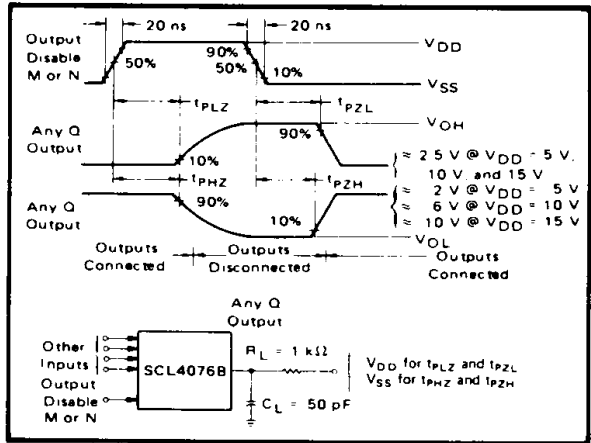 20 ns
20 ns
Output
Disable
M or N
50%
90%
50%
10%
VDD
VSS
tPLZ
tPZL
Any Q
Output
10%
90%
VOH
≈ 2.5 V @ VDD = 5 V,
10 V, and 15 V
tPHZ
tPZH
Any Q
Output
90%
10%
≈ 2 V @ VDD = 5 V
≈ 6 V @ VDD = 10 V
≈ 10 V @ VDD = 15 V
VOL
Outputs
Connected
Outputs
Disconnected
Outputs
Connected
Any Q
Output
Other
Inputs
Output
Disable
M or N
SCL4076B
RL = 1 kΩ
CL = 50 pF
VDD for tPLZ and tPZL
VSS for tPHZ and tPZH